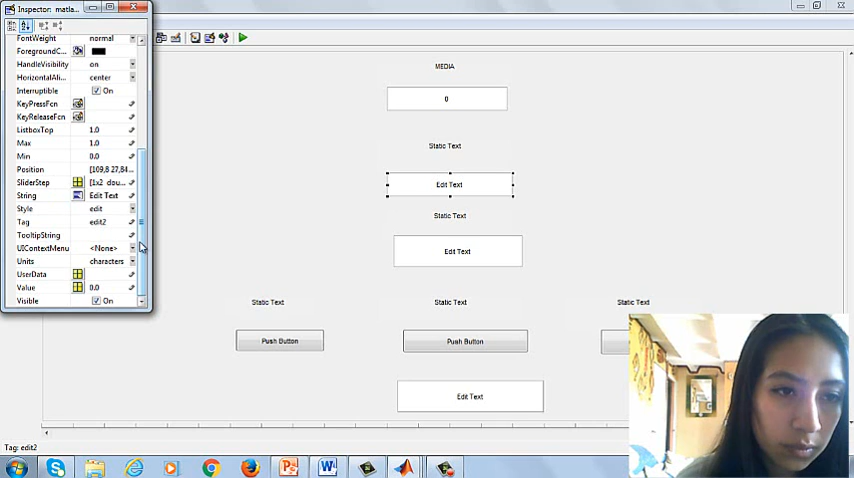 Inspector: matla...
FontWeight normal
ForegroundC...
HandleVisibility on
HorizontalAli... center
Interruptible On
KeyPressFcn
KeyReleaseFcn
ListboxTop 1.0
Max 1.0
Min 0.0
Position [109,8 27,84...
SliderStep [1x2 dou...
String Edit Text
Style edit
Tag edit2
TooltipString
UIContextMenu <None>
Units characters
UserData
Value 0.0
Visible On
MEDIA
0
Static Text
Edit Text
Static Text
Edit Text
Static Text Static Text Static Text
Push Button Push Button
Edit Text
Tag: edit2